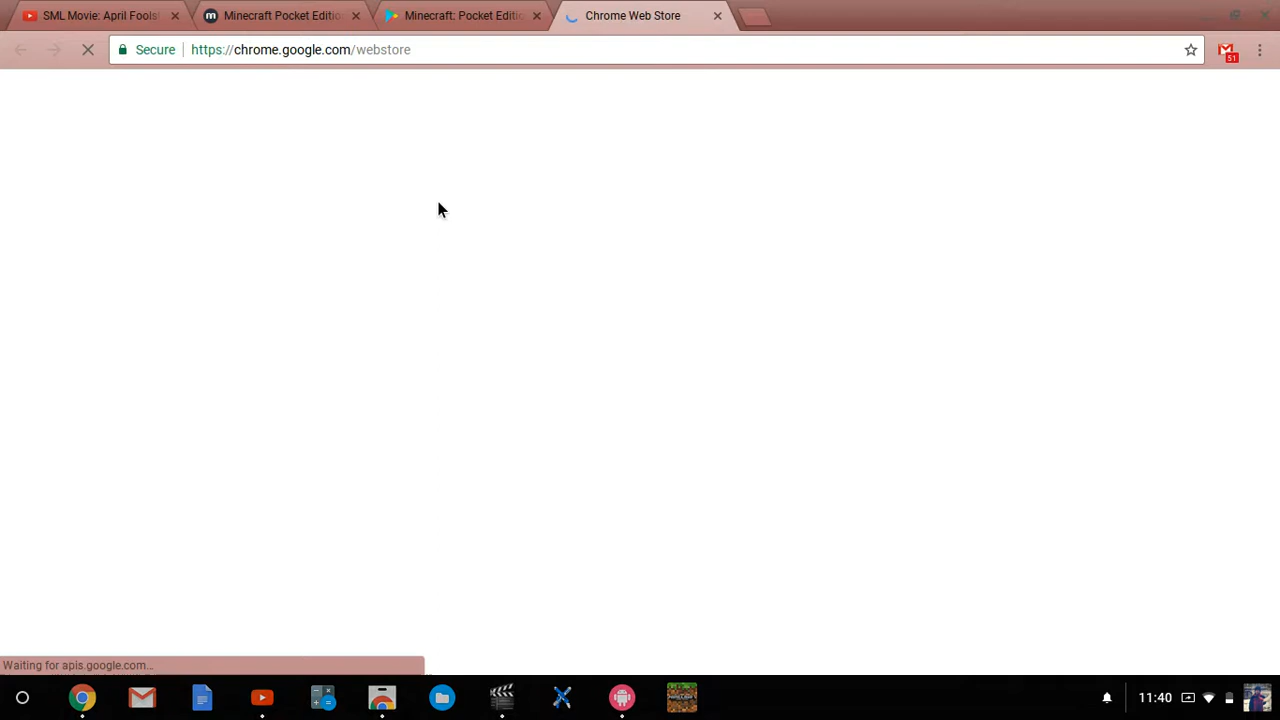 SML Movie: April Fools!
Minecraft Pocket Editio
Minecraft: Pocket Editio
Chrome Web Store
Secure
https://chrome.google.com/webstore
51
Waiting for apis.google.com...
11:40